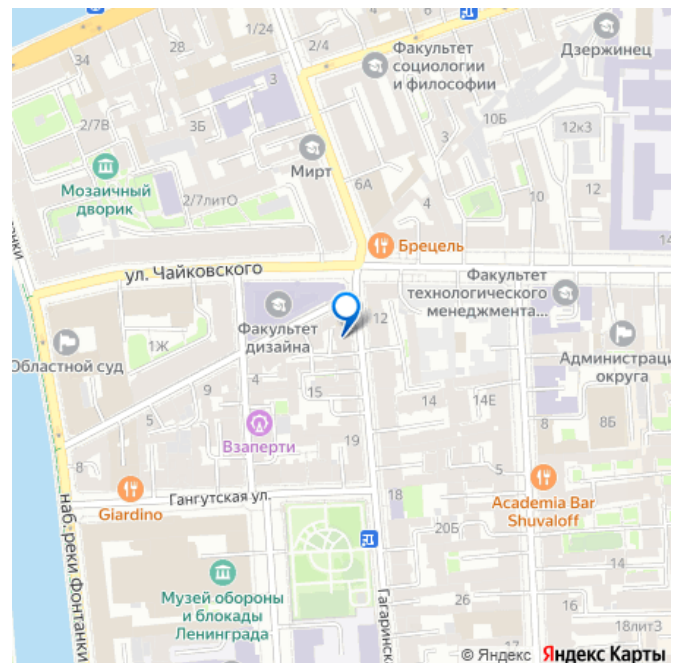 34
28
1/24
2/4
Факультет
социологии
и философии
Дзержинец
3
2/7В
3Б
10Б
12к3
Мирт
Мозаичный
дворик
2/7литО
6А
4
10
12
Брецель
14
ул. Чайковского
Факультет
технологического
менеджмента...
Факультет
дизайна
12
1Ж
Областной суд
Администраци
округа
9
4
15
14
14Е
8
8Б
5
Взаперти
19
8
5
Giardino
Гангутская ул.
18
Academia Bar
Shuvaloff
20Б
наб. реки Фонтанки
Музей обороны
и блокады
Ленинграда
Гагаринск
26
16
18лит3
© Яндекс Яндекс Карты